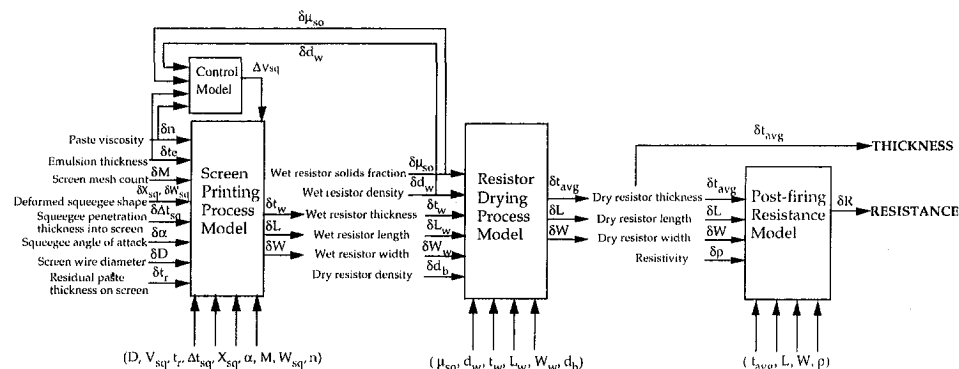 δμso
δdw
Control
Model
ΔVsq
Paste viscosity
δn
Emulsion thickness
δte
Screen mesh count
δM
Deformed squeegee shape
δXsq, δWsq
Squeegee penetration
thickness into screen
δΔtsq
Squeegee angle of attack
δα
Screen wire diameter
δD
Residual paste
thickness on screen
δtr
Screen
Printing
Process
Model
δtw
δL
δW
(D, Vsq, tr, Δtsq, Xsq, α, M, Wsq, n)
Wet resistor solids fraction
δμso
Wet resistor density
δdw
Wet resistor thickness
δtw
Wet resistor length
δLw
Wet resistor width
δWw
Dry resistor density
δdb
Resistor
Drying
Process
Model
δtavg
δL
δW
(μso, dw, tw, Lw, Ww, db)
δtavg
THICKNESS
Dry resistor thickness
δtavg
Dry resistor length
δL
Dry resistor width
δW
Resistivity
δρ
Post-firing
Resistance
Model
δR
RESISTANCE
(tavg, L, W, ρ)